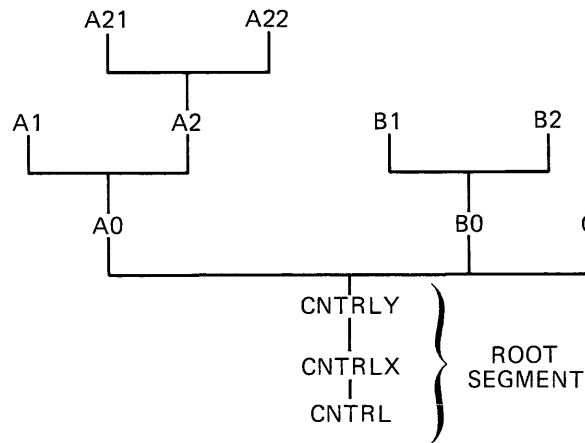 A21 A22
A1 A2 B1 B2
A0 B0
CNTRLY
CNTRLX
CNTRL
ROOT
SEGMENT